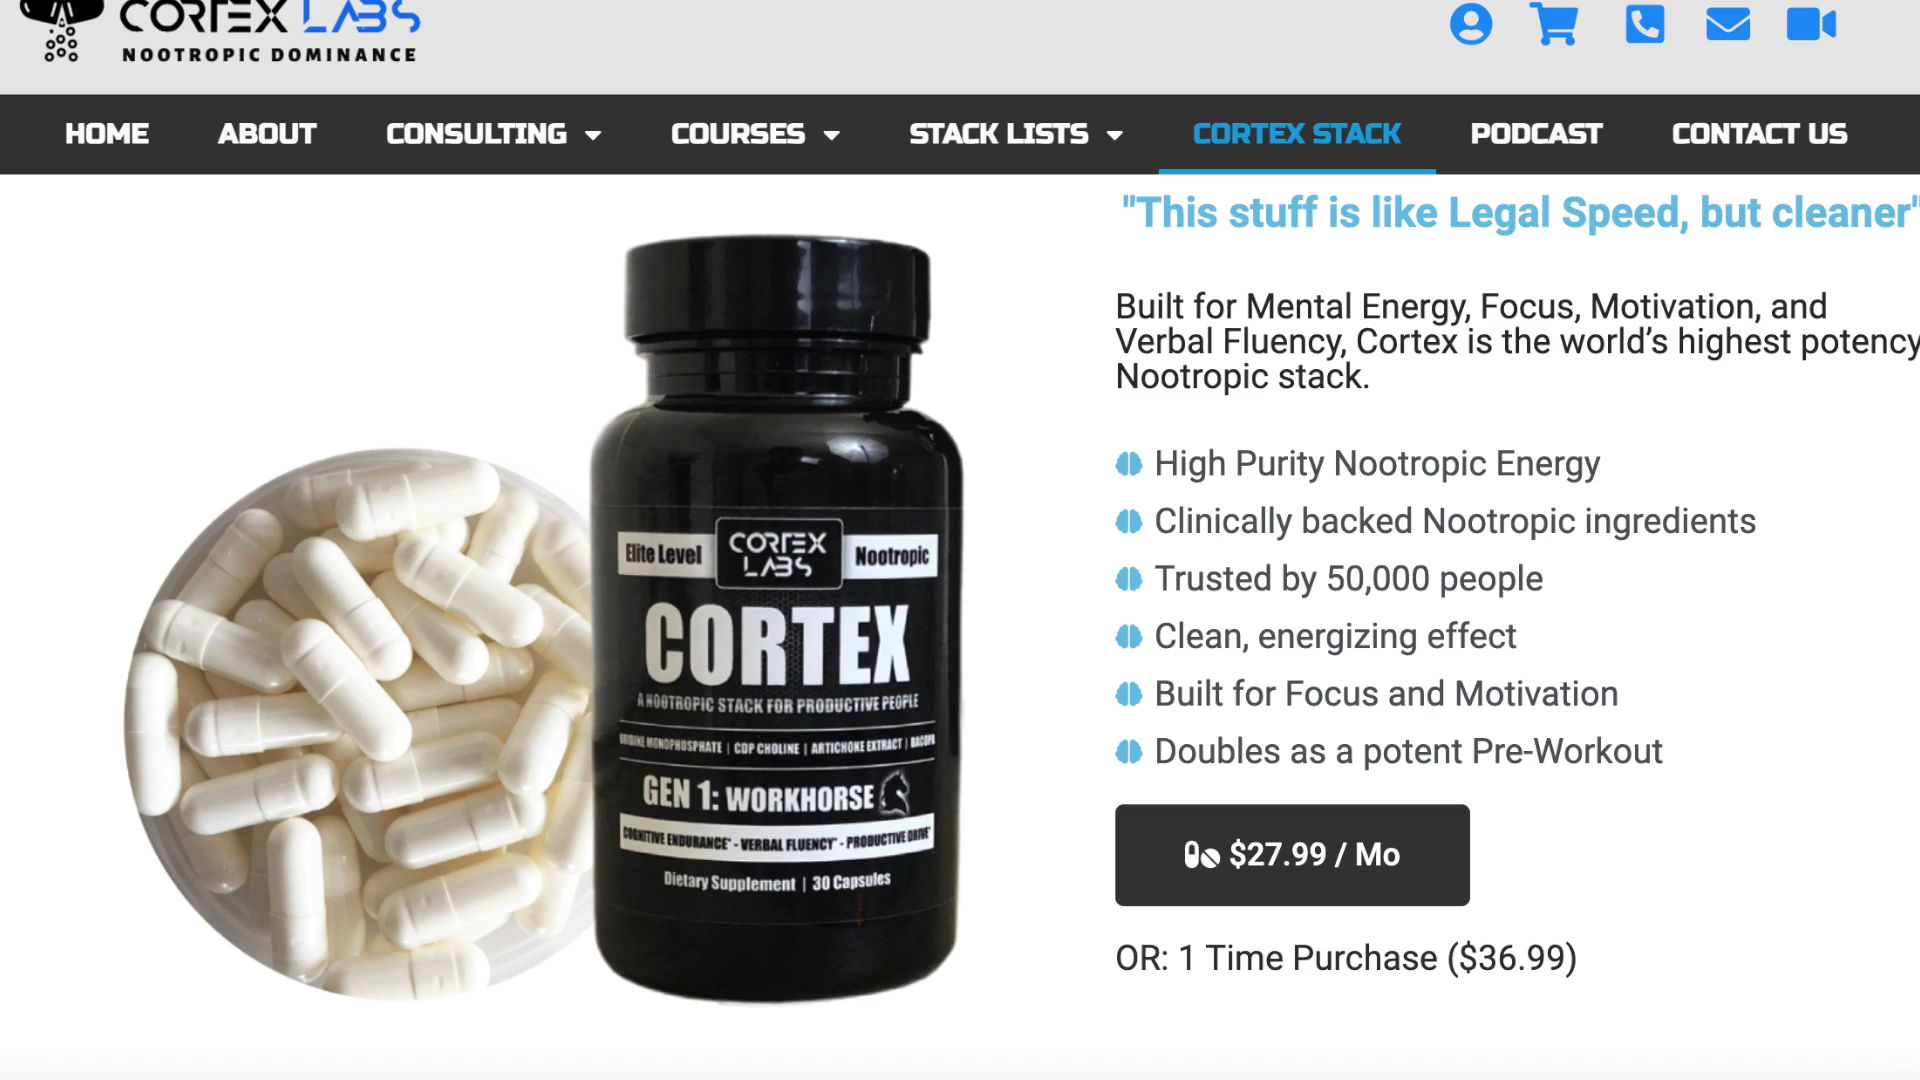 CORTEX LABS
NOOTROPIC DOMINANCE
HOME ABOUT CONSULTING COURSES STACK LISTS CORTEX STACK PODCAST CONTACT US
"This stuff is like Legal Speed, but cleaner"
Built for Mental Energy, Focus, Motivation, and
Verbal Fluency, Cortex is the world’s highest potency
Nootropic stack.
High Purity Nootropic Energy
Clinically backed Nootropic ingredients
Trusted by 50,000 people
Clean, energizing effect
Built for Focus and Motivation
Doubles as a potent Pre-Workout
$27.99 / Mo
OR: 1 Time Purchase ($36.99)
Elite Level
CORTEX
LABS
Nootropic
CORTEX
A NOOTROPIC STACK FOR PRODUCTIVE PEOPLE
MONOPHOSPHATE | CDP CHOLINE | ARTICHOKE EXTRACT | BACOPA
GEN 1: WORKHORSE
COGNITIVE ENDURANCE* - VERBAL FLUENCY* - PRODUCTIVE DRIVE*
Dietary Supplement | 30 Capsules